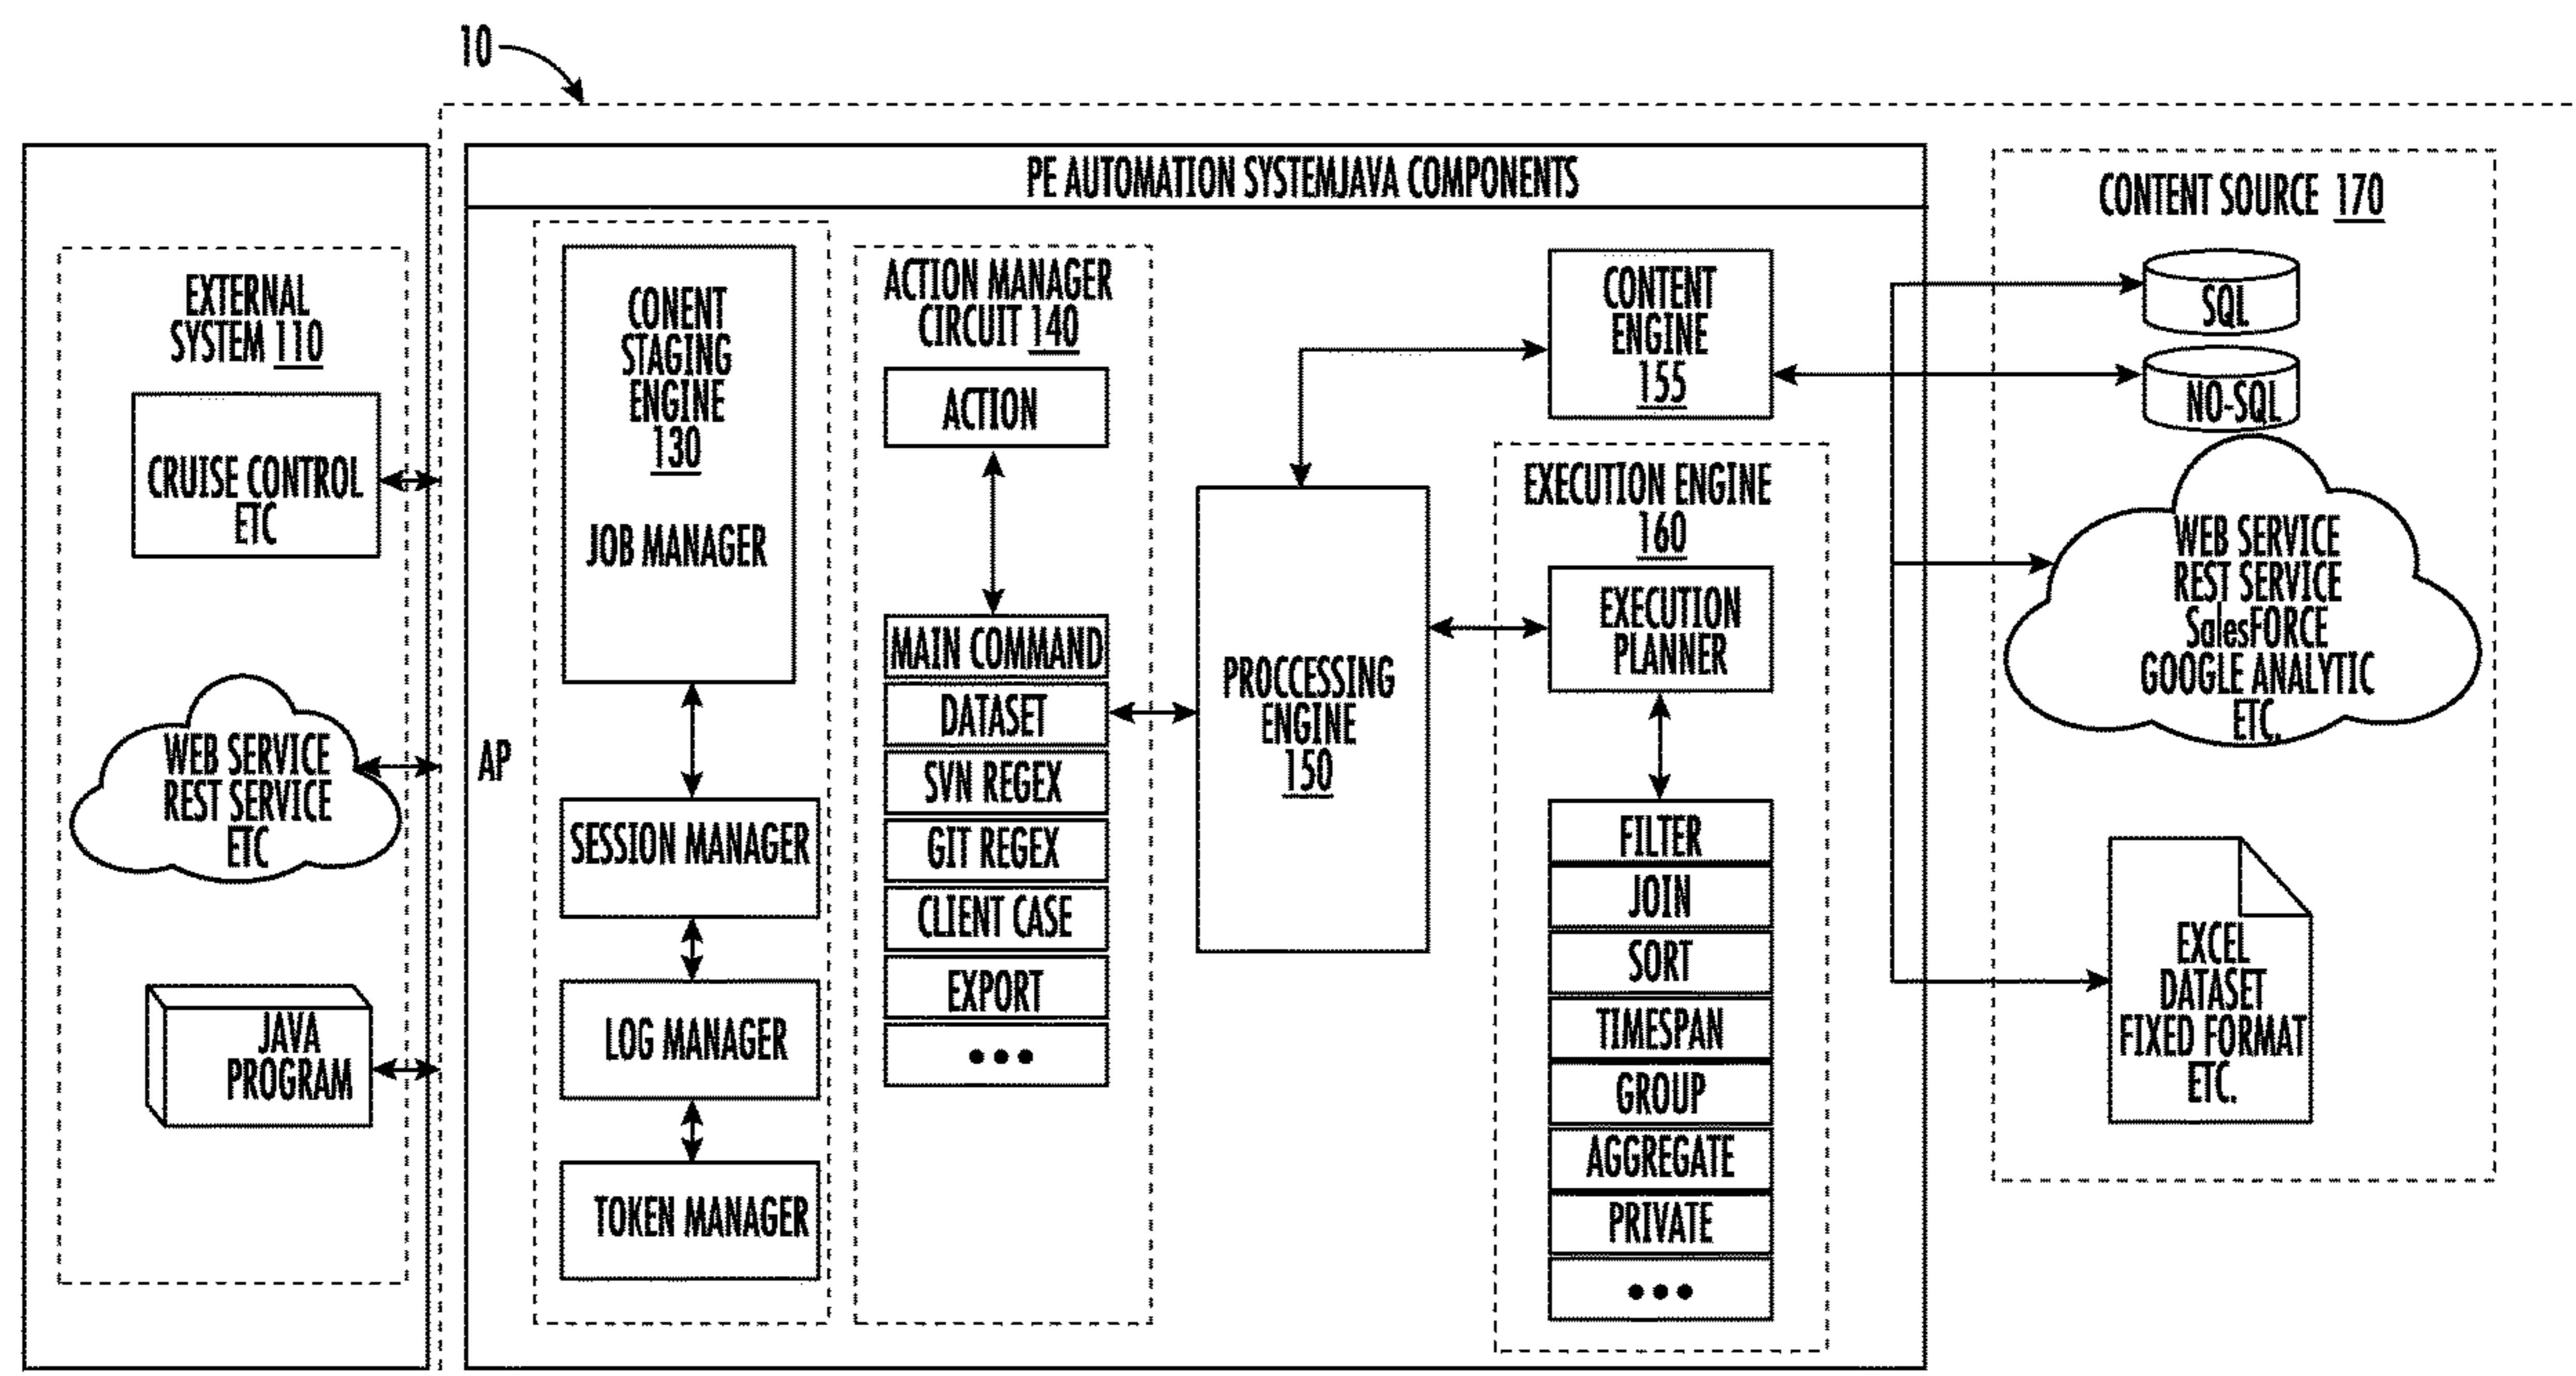 10
PE AUTOMATION SYSTEMJAVA COMPONENTS
EXTERNAL
SYSTEM 110
CRUISE CONTROL
ETC
WEB SERVICE
REST SERVICE
ETC
JAVA
PROGRAM
AP
CONENT
STAGING
ENGINE
130
JOB MANAGER
SESSION MANAGER
LOG MANAGER
TOKEN MANAGER
ACTION MANAGER
CIRCUIT 140
ACTION
MAIN COMMAND
DATASET
SVN REGEX
GIT REGEX
CLIENT CASE
EXPORT
•••
PROCCESSING
ENGINE
150
CONTENT
ENGINE
155
EXECUTION ENGINE
160
EXECUTION
PLANNER
FILTER
JOIN
SORT
TIMESPAN
GROUP
AGGREGATE
PRIVATE
•••
CONTENT SOURCE 170
SQL
NO-SQL
WEB SERVICE
REST SERVICE
SalesFORCE
GOOGLE ANALYTIC
ETC.
EXCEL
DATASET
FIXED FORMAT
ETC.